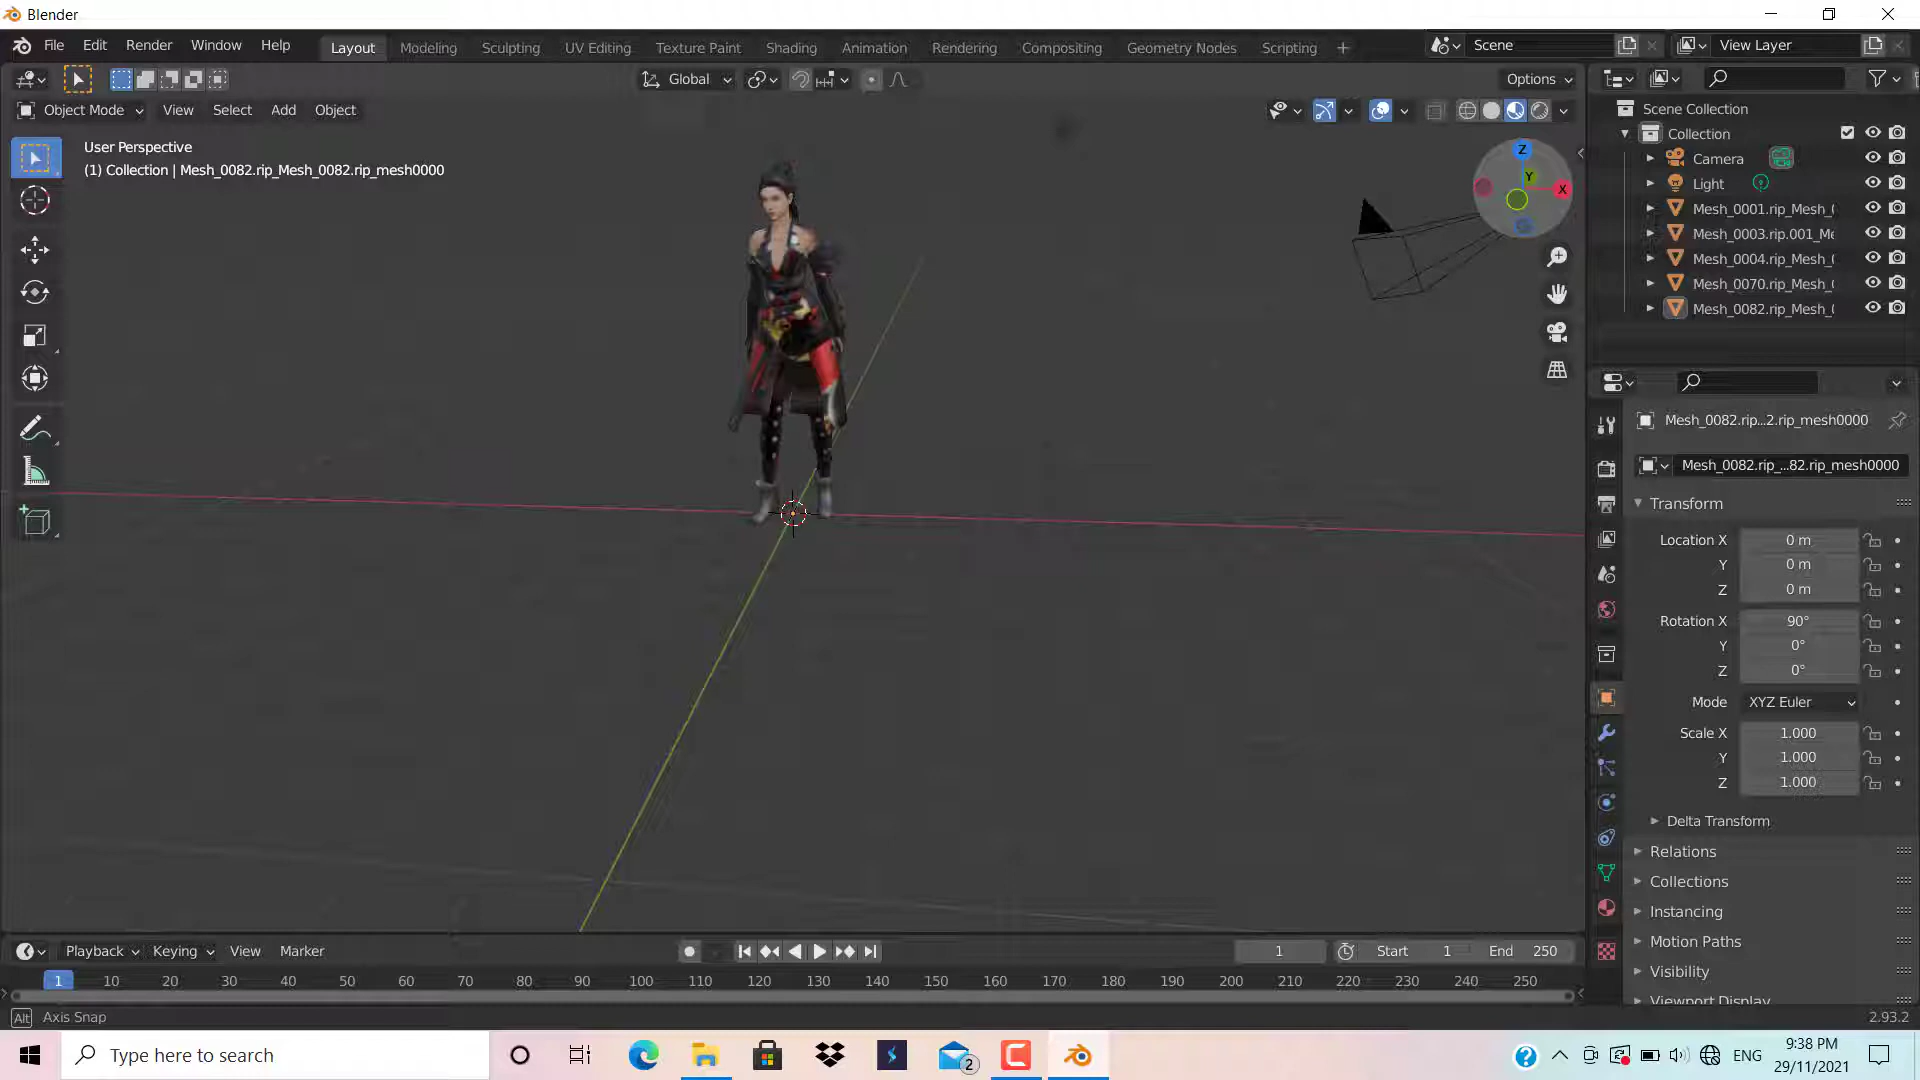 Blender
File Edit Render Window Help
Layout Modeling Sculpting UV Editing Texture Paint Shading Animation Rendering Compositing Geometry Nodes Scripting
Scene
View Layer
Global
Options
Object Mode View Select Add Object
User Perspective
(1) Collection | Mesh_0082.rip_Mesh_0082.rip_mesh0000
Z
Y
X
Scene Collection
Collection
Camera
Light
Mesh_0001.rip_Mesh_
Mesh_0003.rip.001_Me
Mesh_0004.rip_Mesh_
Mesh_0070.rip_Mesh_
Mesh_0082.rip_Mesh_
Mesh_0082.rip...2.rip_mesh0000
Mesh_0082.rip_...82.rip_mesh0000
Transform
Location X 0 m
Y 0 m
Z 0 m
Rotation X 90°
Y 0°
Z 0°
Mode XYZ Euler
Scale X 1.000
Y 1.000
Z 1.000
Delta Transform
Relations
Collections
Instancing
Motion Paths
Visibility
Viewport Display
Playback Keying View Marker
1 Start 1 End 250
1 10 20 30 40 50 60 70 80 90 100 110 120 130 140 150 160 170 180 190 200 210 220 230 240 250
Alt Axis Snap
2.93.2
Type here to search
2
ENG
9:38 PM
29/11/2021